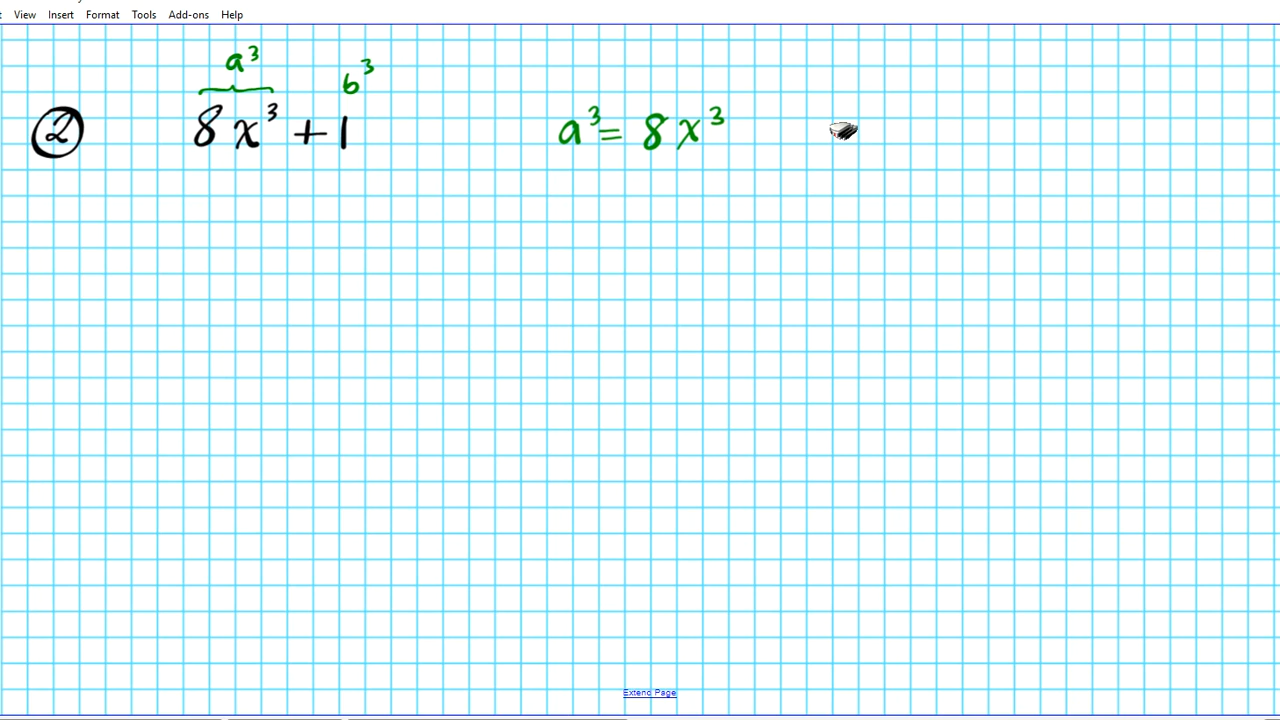 View Insert Format Tools Add-ons Help
a³ b³
② 8x³ + 1 a³ = 8x³
Extend Page